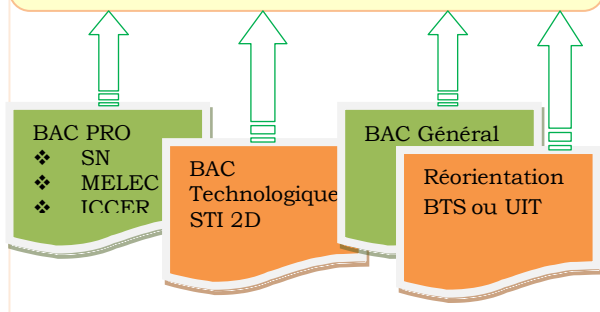 BAC PRO
❖ SN
❖ MELEC
❖ ICCER
BAC
Technologique
STI 2D
BAC Général
Réorientation
BTS ou UIT